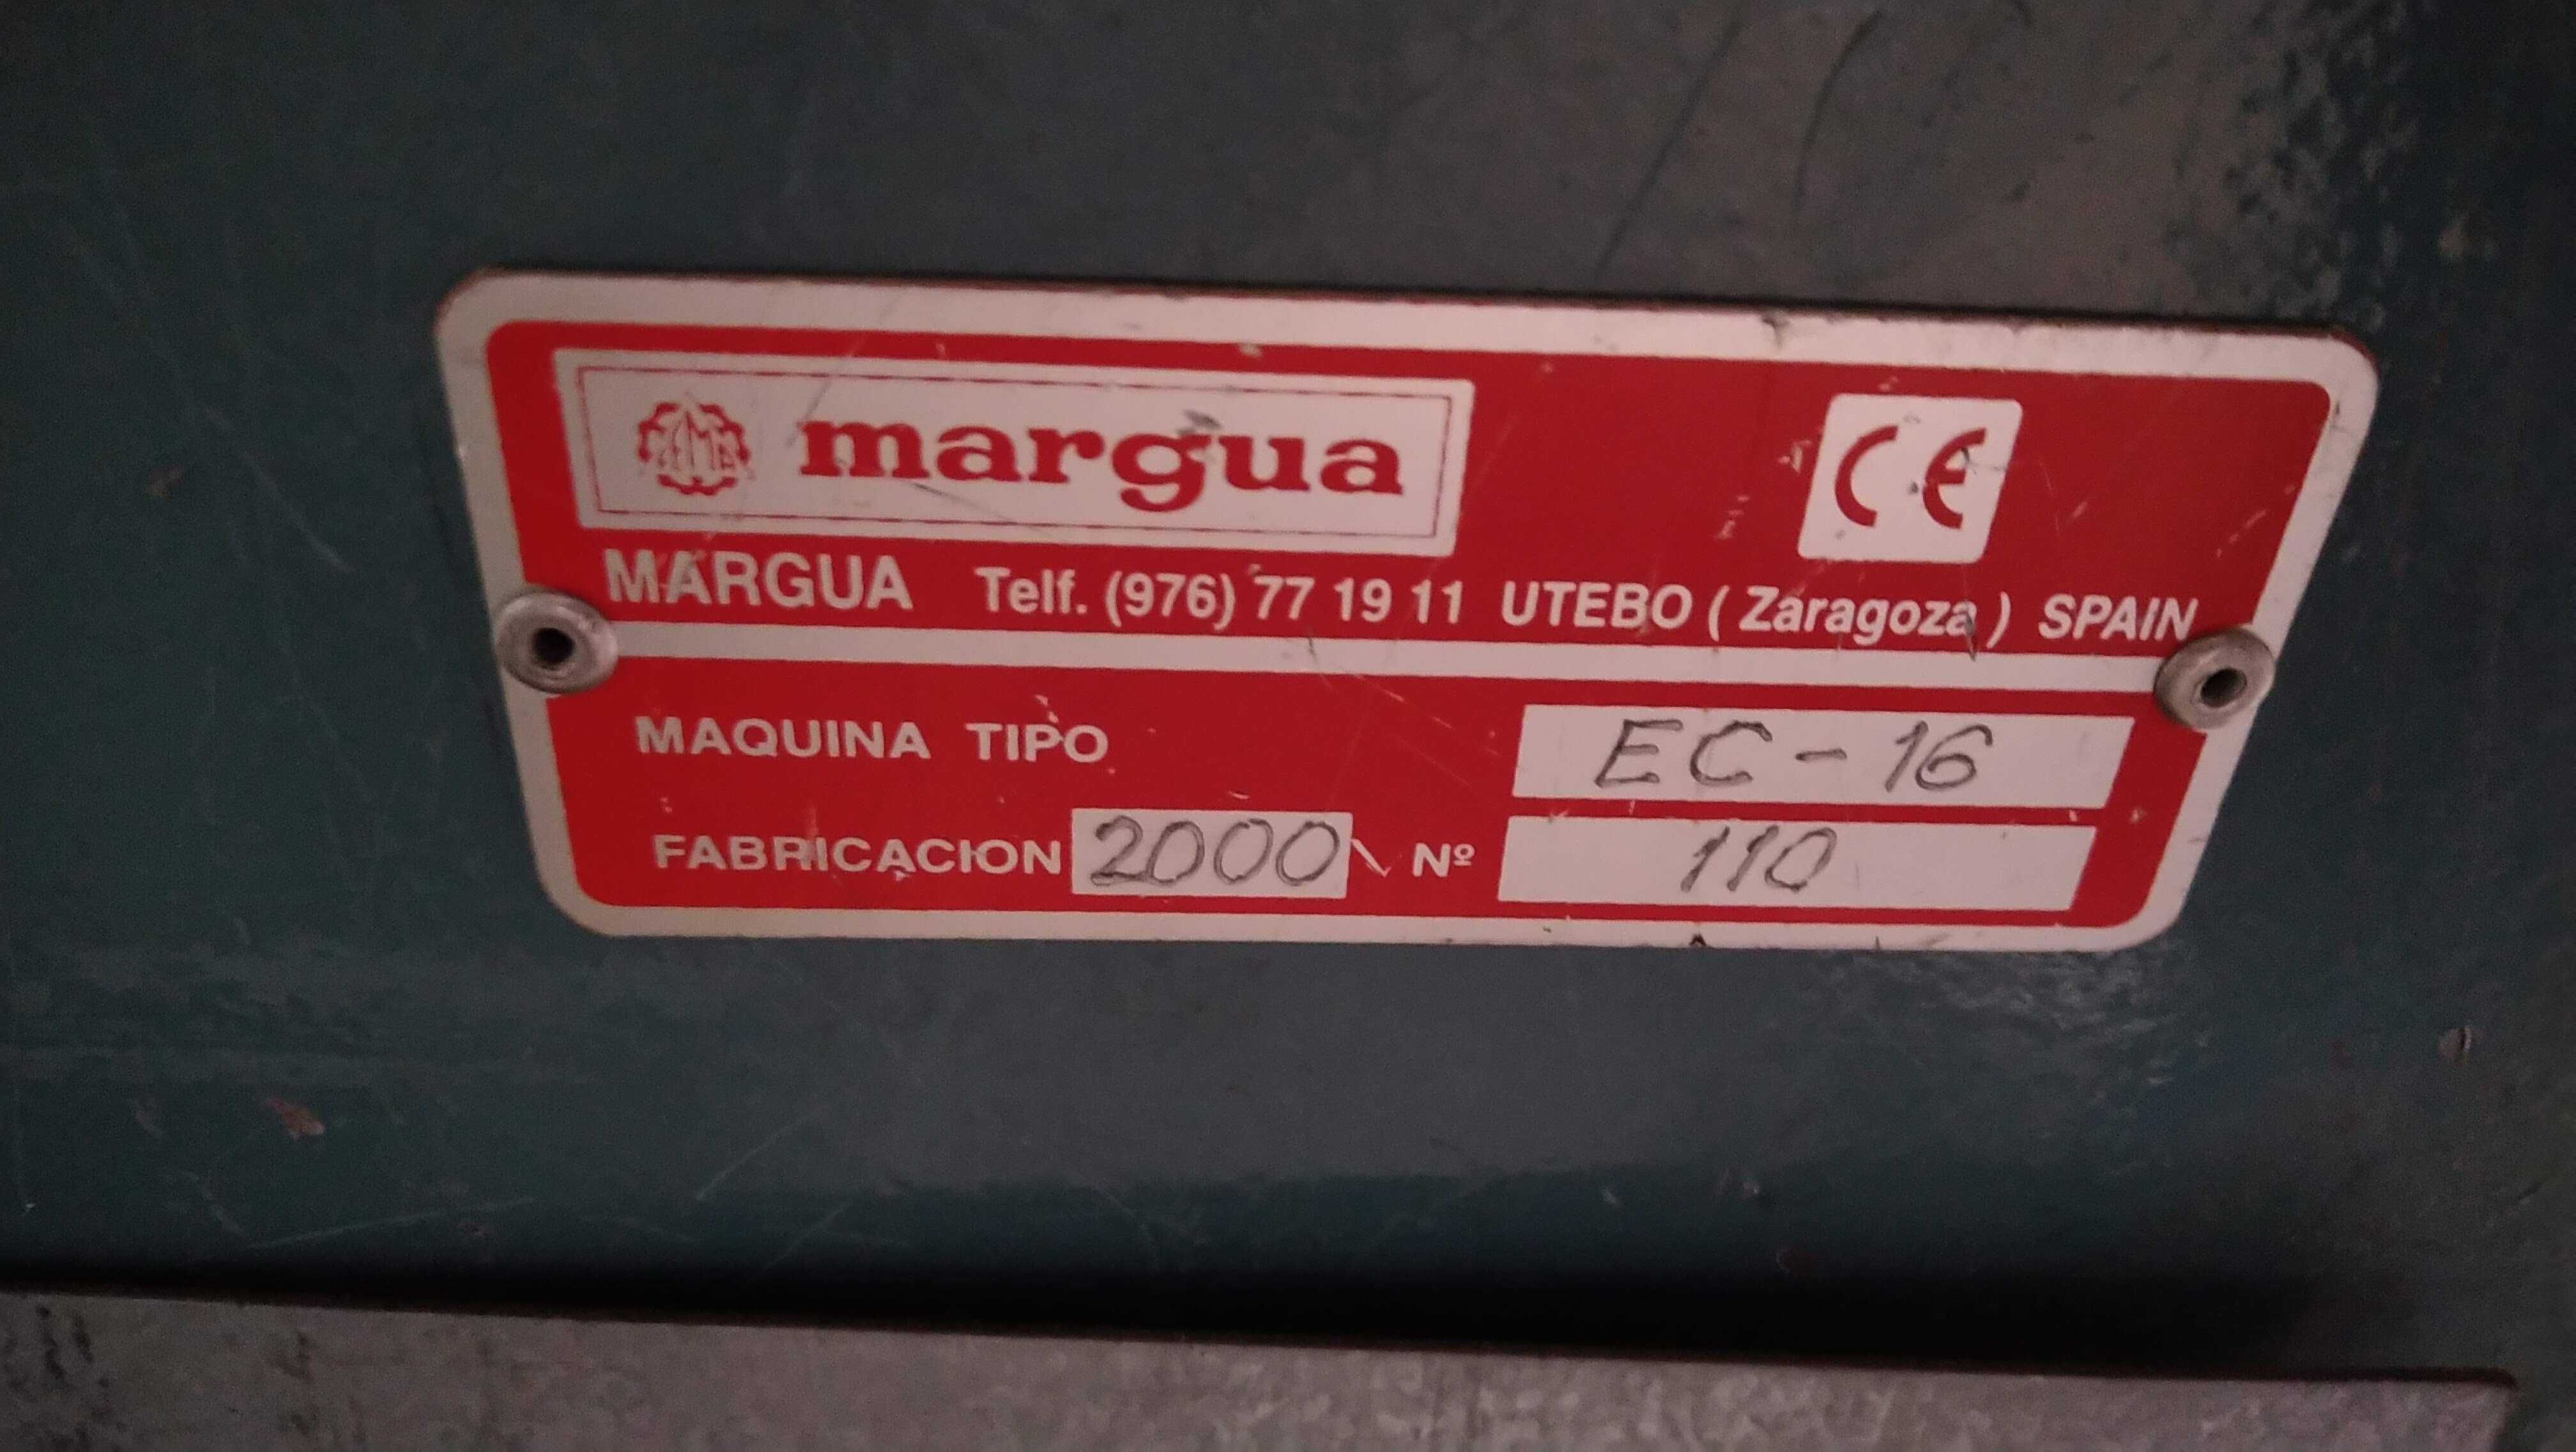 margua
CE
MARGUA Telf. (976) 77 19 11 UTEBO (Zaragoza) SPAIN
MAQUINA TIPO EC-16
FABRICACION 2000 Nº 110